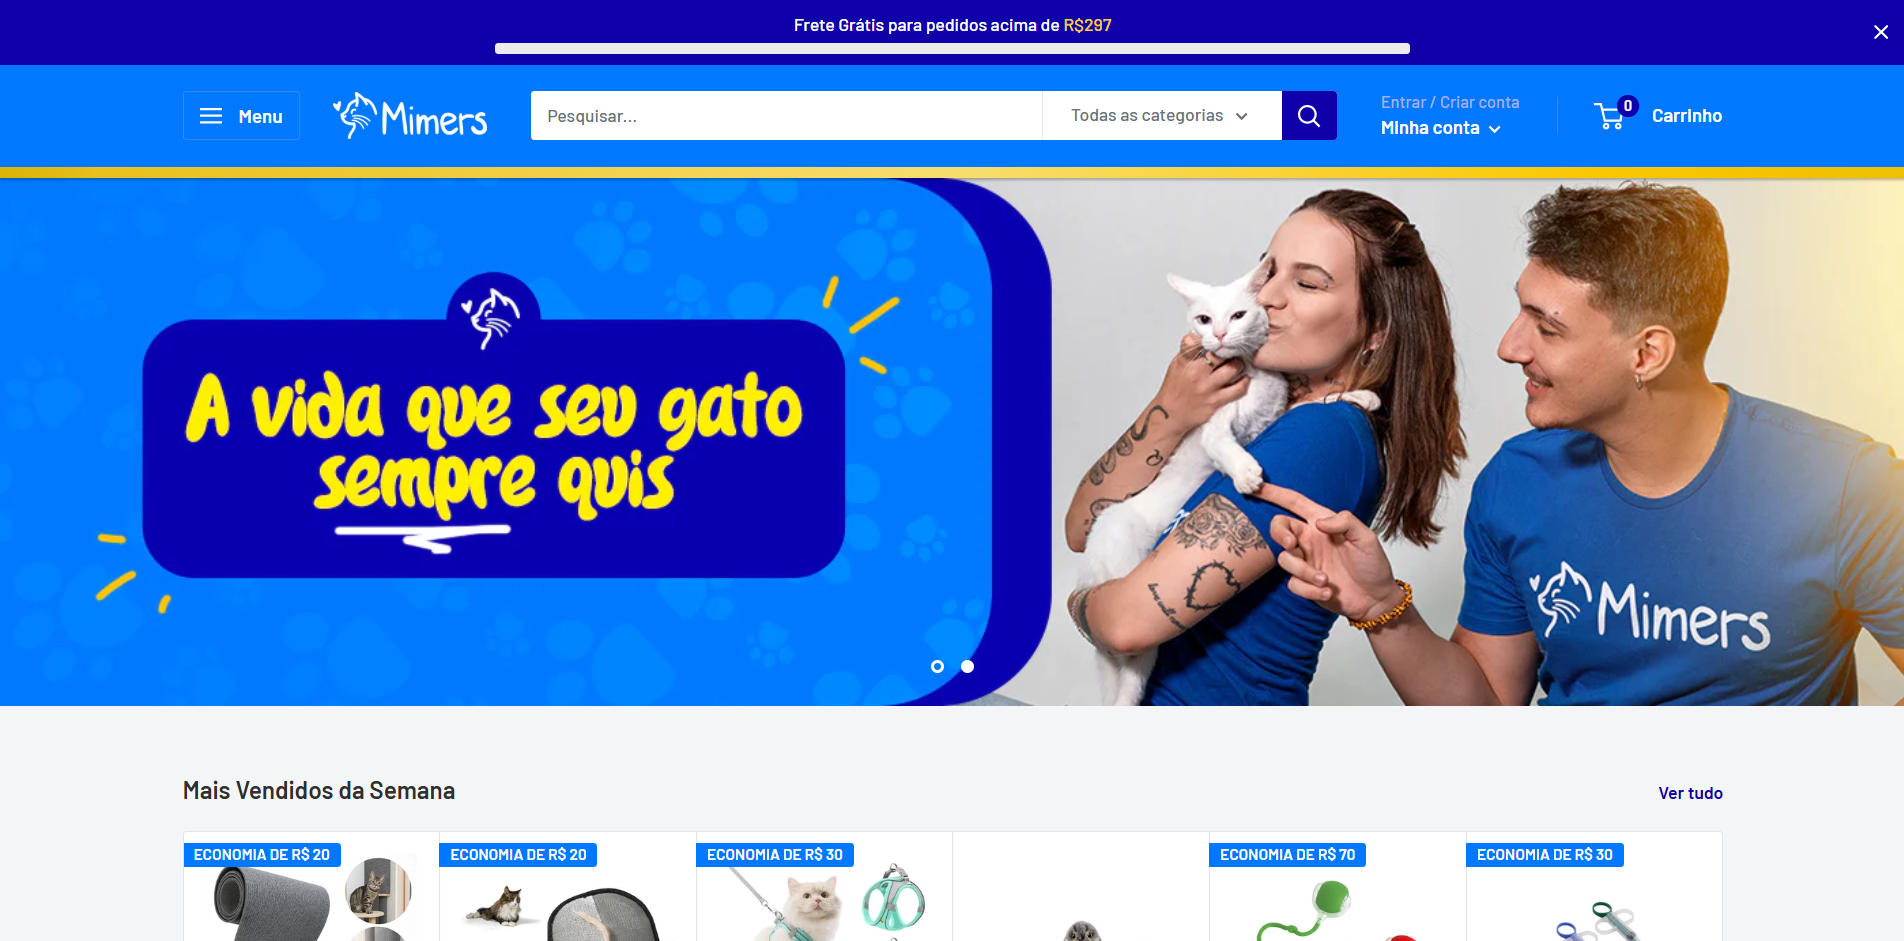 Frete Grátis para pedidos acima de R$297
Menu
Mimers
Pesquisar...
Todas as categorias
Entrar / Criar conta
Minha conta
0
Carrinho
A vida que seu gato
sempre quis
Mimers
Mais Vendidos da Semana
Ver tudo
ECONOMIA DE R$ 20
ECONOMIA DE R$ 20
ECONOMIA DE R$ 30
ECONOMIA DE R$ 70
ECONOMIA DE R$ 30